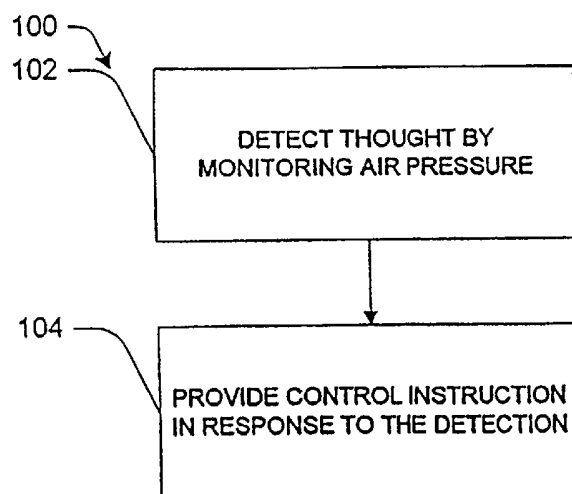 100
102
DETECT THOUGHT BY
MONITORING AIR PRESSURE
104
PROVIDE CONTROL INSTRUCTION
IN RESPONSE TO THE DETECTION